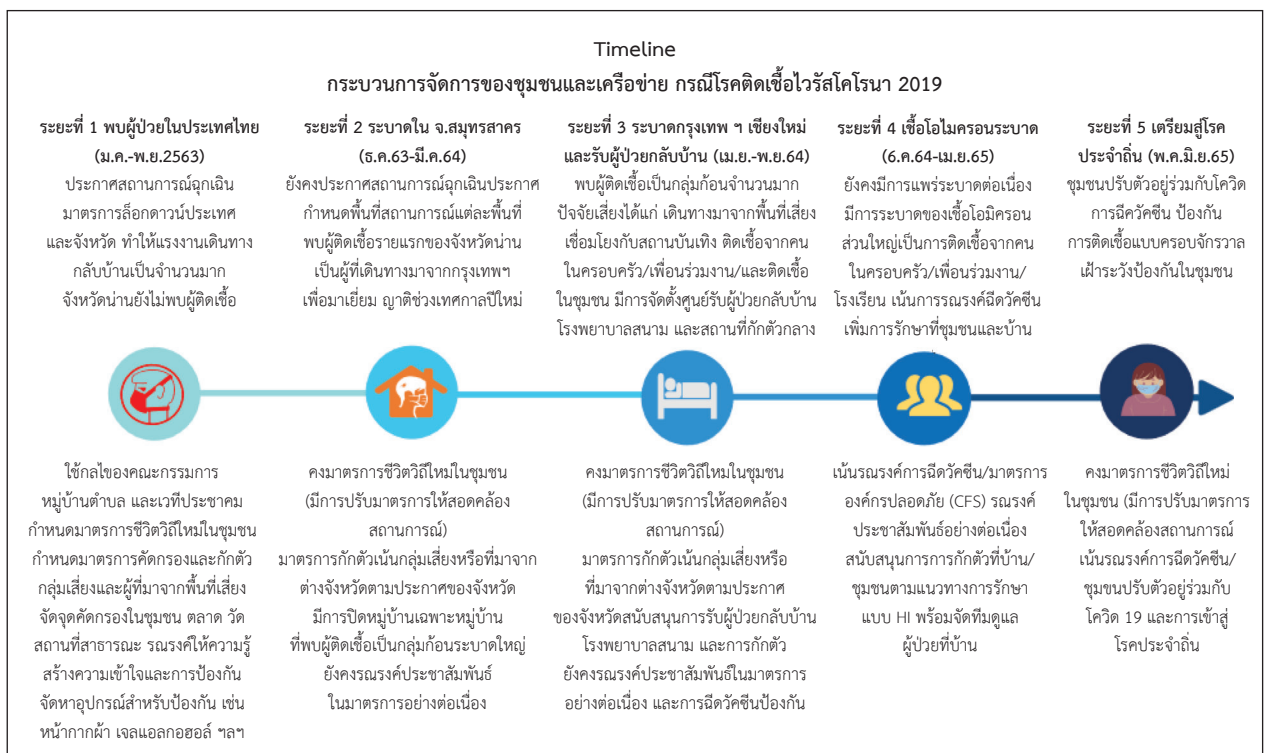 Timeline
กระบวนการจัดการของชุมชนและเครือข่าย กรณีโรคติดเชื้อไวรัสโคโรนา 2019
ระยะที่ 1 พบผู้ป่วยในประเทศไทย
(ม.ค.-พ.ย.2563)
ประกาศสถานการณ์ฉุกเฉิน
มาตรการล็อกดาวน์ประเทศ
และจังหวัด ทำให้แรงงานเดินทาง
กลับบ้านเป็นจำนวนมาก
จังหวัดน่านยังไม่พบผู้ติดเชื้อ
ระยะที่ 2 ระบาดใน จ.สมุทรสาคร
(ธ.ค.63-มี.ค.64)
ยังคงประกาศสถานการณ์ฉุกเฉินประกาศ
กำหนดพื้นที่สถานการณ์แต่ละพื้นที่
พบผู้ติดเชื้อรายแรกของจังหวัดน่าน
เป็นผู้ที่เดินทางมาจากกรุงเทพฯ
เพื่อมาเยี่ยม ญาติช่วงเทศกาลปีใหม่
ระยะที่ 3 ระบาดกรุงเทพ ฯ เชียงใหม่
และรับผู้ป่วยกลับบ้าน (เม.ย.-พ.ย.64)
พบผู้ติดเชื้อเป็นกลุ่มก้อนจำนวนมาก
ปัจจัยเสี่ยงได้แก่ เดินทางมาจากพื้นที่เสี่ยง
เชื่อมโยงกับสถานบันเทิง ติดเชื้อจากคน
ในครอบครัว/เพื่อนร่วมงาน/และติดเชื้อ
ในชุมชน มีการจัดตั้งศูนย์รับผู้ป่วยกลับบ้าน
โรงพยาบาลสนาม และสถานที่กักตัวกลาง
ระยะที่ 4 เชื้อโอไมครอนระบาด
(6.ค.64-เม.ย.65)
ยังคงมีการแพร่ระบาดต่อเนื่อง
มีการระบาดของเชื้อโอมิครอน
ส่วนใหญ่เป็นการติดเชื้อจากคน
ในครอบครัว/เพื่อนร่วมงาน/
โรงเรียน เน้นการรณรงค์ฉีดวัคซีน
เพิ่มการรักษาที่ชุมชนและบ้าน
ระยะที่ 5 เตรียมสู่โรค
ประจำถิ่น (พ.ค.มิ.ย.65)
ชุมชนปรับตัวอยู่ร่วมกับโควิด
การฉีควัคซีน ป้องกัน
การติดเชื้อแบบครอบจักรวาล
เฝ้าระวังป้องกันในชุมชน
ใช้กลไของคณะกรรมการ
หมู่บ้านตำบล และเวทีประชาคม
กำหนดมาตรการชีวิตวิถีใหม่ในชุมชน
กำหนดมาตรการคัดกรองและกักตัว
กลุ่มเสี่ยงและผู้ที่มาจากพื้นที่เสี่ยง
จัดจุดคัดกรองในชุมชน ตลาด วัด
สถานที่สาธารณะ รณรงค์ให้ความรู้
สร้างความเข้าใจและการป้องกัน
จัดหาอุปกรณ์สำหรับป้องกัน เช่น
หน้ากากผ้า เจลแอลกอฮอล์ ฯลฯ
คงมาตรการชีวิตวิถีใหม่ในชุมชน
(มีการปรับมาตรการให้สอดคล้อง
สถานการณ์)
มาตรการกักตัวเน้นกลุ่มเสี่ยงหรือที่มาจาก
ต่างจังหวัดตามประกาศของจังหวัด
มีการปิดหมู่บ้านเฉพาะหมู่บ้าน
ที่พบผู้ติดเชื้อเป็นกลุ่มก้อนระบาดใหญ่
ยังคงรณรงค์ประชาสัมพันธ์
ในมาตรการอย่างต่อเนื่อง
คงมาตรการชีวิตวิถีใหม่ในชุมชน
(มีการปรับมาตรการให้สอดคล้อง
สถานการณ์)
มาตรการกักตัวเน้นกลุ่มเสี่ยงหรือ
ที่มาจากต่างจังหวัดตามประกาศ
ของจังหวัดสนับสนุนการรับผู้ป่วยกลับบ้าน
โรงพยาบาลสนาม และการกักตัว
ยังคงรณรงค์ประชาสัมพันธ์ในมาตรการ
อย่างต่อเนื่อง และการฉีดวัคซีนป้องกัน
เน้นรณรงค์การฉีดวัคซีน/มาตรการ
องค์กรปลอดภัย (CFS) รณรงค์
ประชาสัมพันธ์อย่างต่อเนื่อง
สนับสนุนการการกักตัวที่บ้าน/
ชุมชนตามแนวทางการรักษา
แบบ HI พร้อมจัดทีมดูแล
ผู้ป่วยที่บ้าน
คงมาตรการชีวิตวิถีใหม่
ในชุมชน (มีการปรับมาตรการ
ให้สอดคล้องสถานการณ์
เน้นรณรงค์การฉีดวัคซีน/
ชุมขนปรับตัวอยู่ร่วมกับ
โควิด 19 และการเข้าสู่
โรคประจำถิ่น